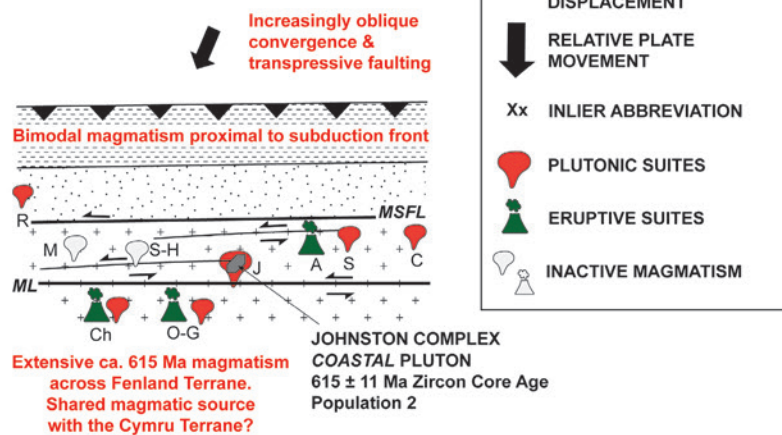 Increasingly oblique
convergence &
transpressive faulting
Bimodal magmatism proximal to subduction front
R
MSFL
M
S-H
A
S
C
J
ML
Ch
O-G
Extensive ca. 615 Ma magmatism
across Fenland Terrane.
Shared magmatic source
with the Cymru Terrane?
JOHNSTON COMPLEX
COASTAL PLUTON
615 ± 11 Ma Zircon Core Age
Population 2
DISPLACEMENT
RELATIVE PLATE
MOVEMENT
Xx INLIER ABBREVIATION
PLUTONIC SUITES
ERUPTIVE SUITES
INACTIVE MAGMATISM